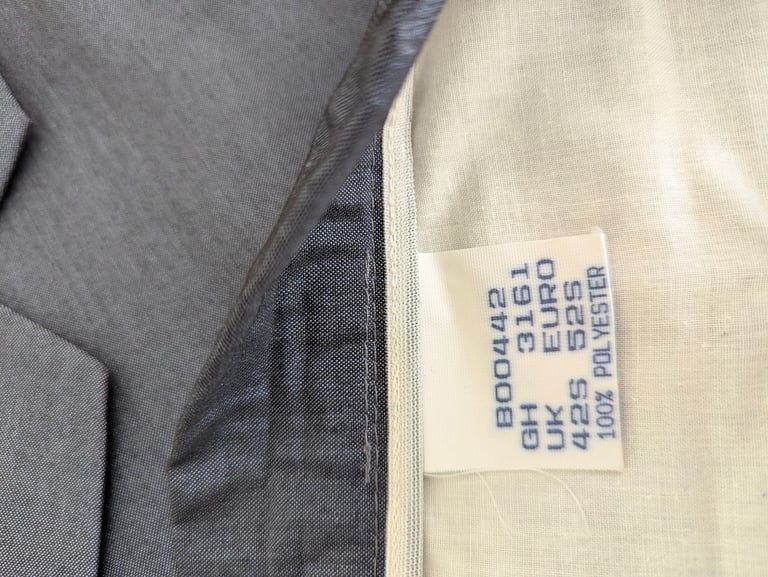 B00442
GH 3161
UK EURO
42S 52S
100% POLYESTER